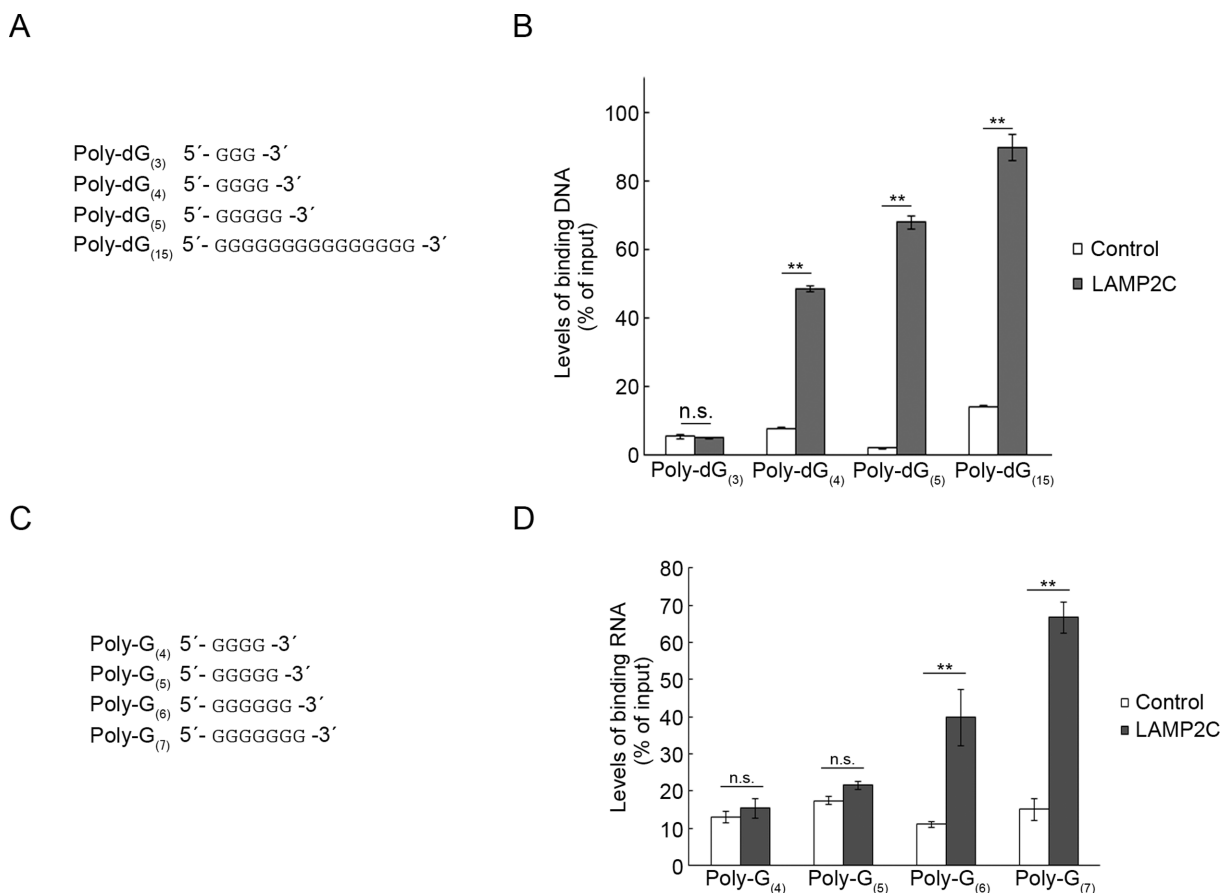 A
Poly-dG(3) 5´- GGG -3´
Poly-dG(4) 5´- GGGG -3´
Poly-dG(5) 5´- GGGGG -3´
Poly-dG(15) 5´- GGGGGGGGGGGGGGG -3´
B
Levels of binding DNA
(% of input)
100
80
60
40
20
0
n.s.
**
**
**
Poly-dG(3)
Poly-dG(4)
Poly-dG(5)
Poly-dG(15)
Control
LAMP2C
C
Poly-G(4) 5´- GGGG -3´
Poly-G(5) 5´- GGGGG -3´
Poly-G(6) 5´- GGGGGG -3´
Poly-G(7) 5´- GGGGGGG -3´
D
Levels of binding RNA
(% of input)
80
70
60
50
40
30
20
10
0
n.s.
n.s.
**
**
Poly-G(4)
Poly-G(5)
Poly-G(6)
Poly-G(7)
Control
LAMP2C